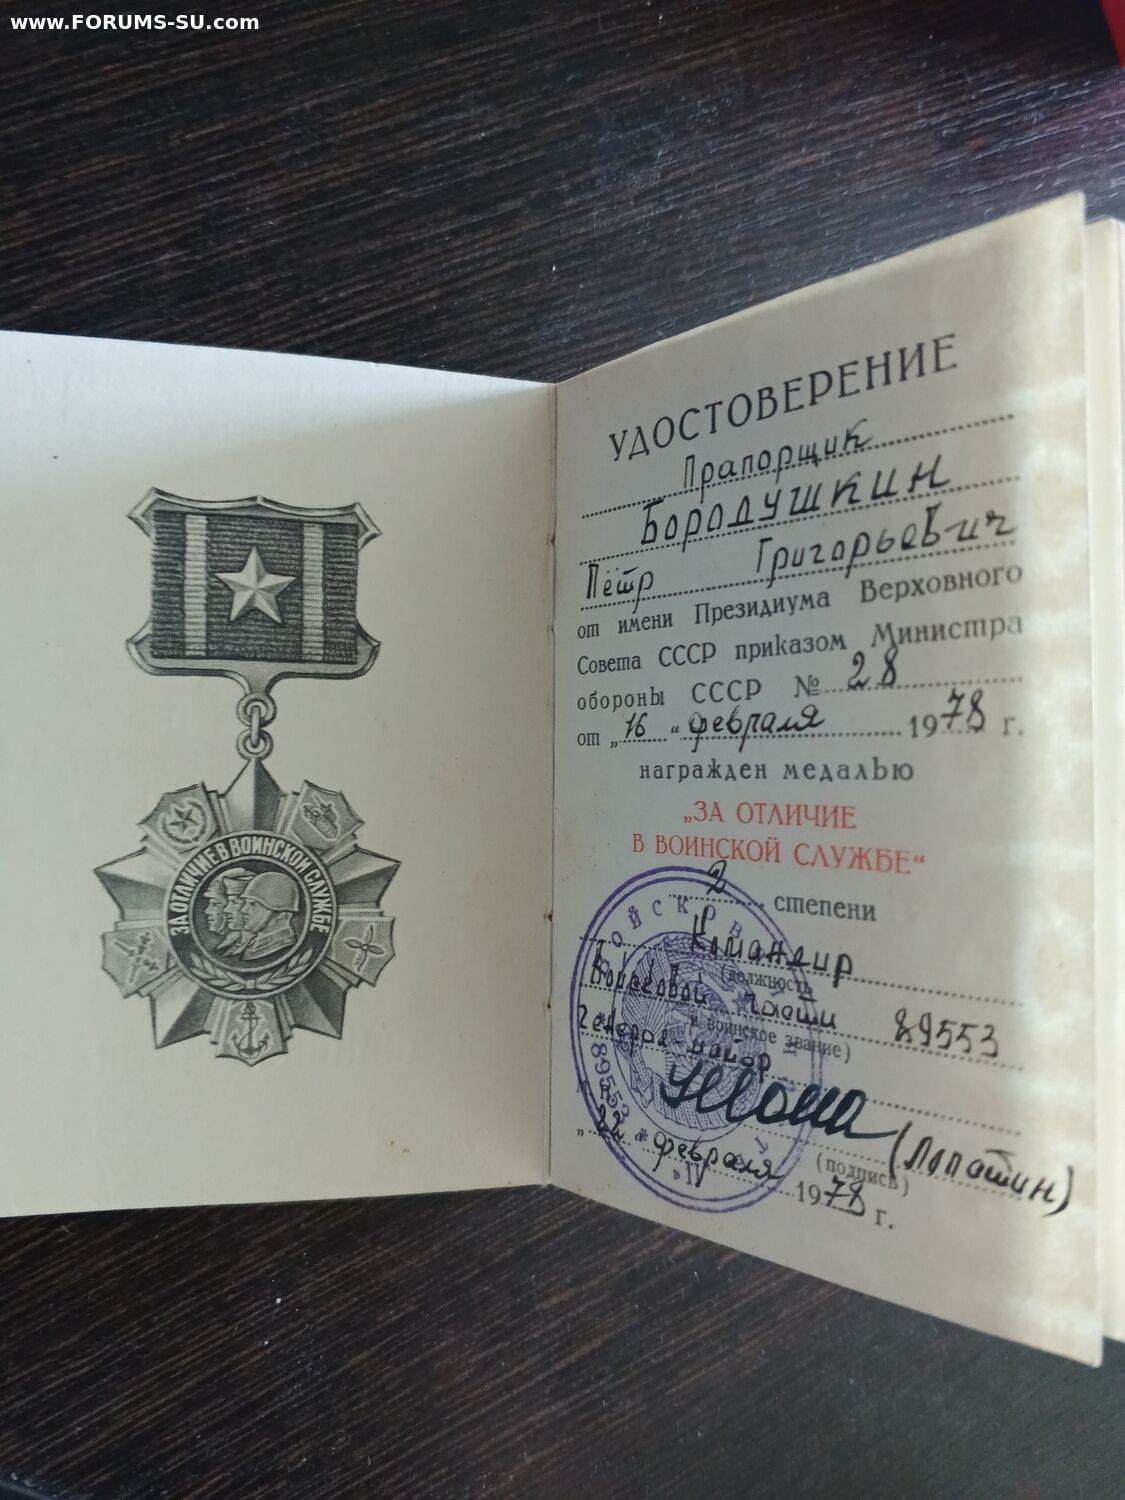 www.FORUMS-SU.com
ЗА ОТЛИЧИЕ В ВОИНСКОЙ СЛУЖБЕ
УДОСТОВЕРЕНИЕ
Прапорщик
Бородушкин
Пётр Григорьевич
от имени Президиума Верховного
Совета СССР приказом Министра
обороны СССР № 28
от „16“ февраля 1978 г.
награжден медалью
„ЗА ОТЛИЧИЕ
В ВОИНСКОЙ СЛУЖБЕ“
2 степени
Командир
(должность
Войсковой части 89553
и воинское звание)
Генерал-майор
(Лопатин)
(подпись)
„22“ февраля 1978 г.
89553